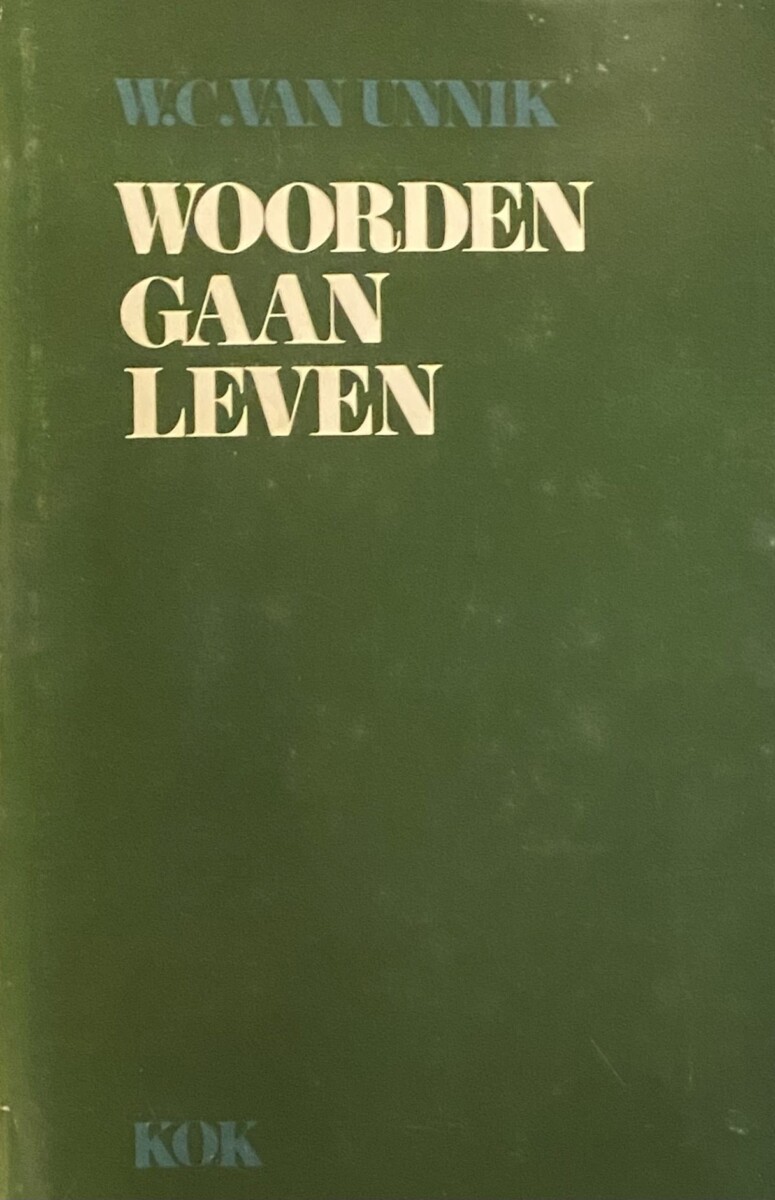 W.C. VAN UNNIK
WOORDEN
GAAN
LEVEN
KOK